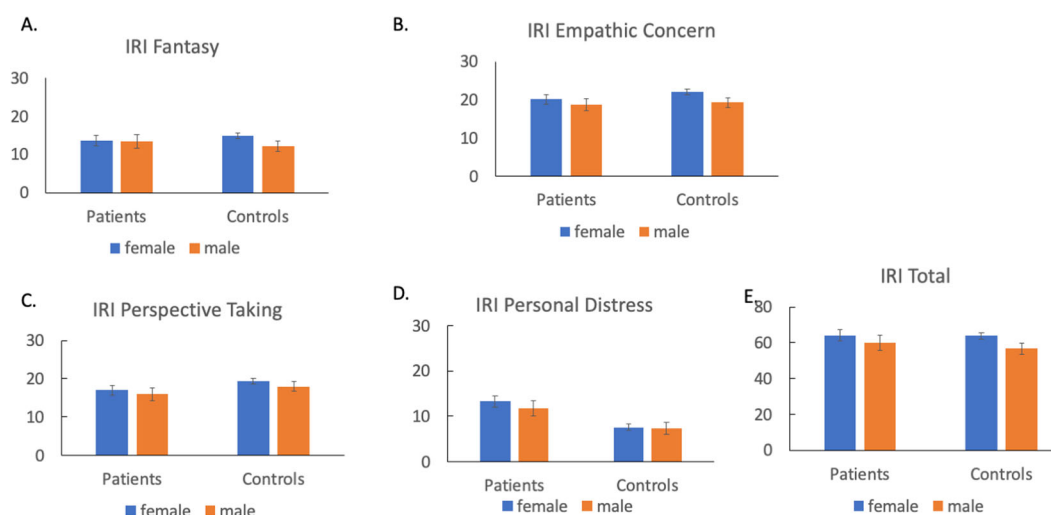 A.
IRI Fantasy
30
20
10
0
Patients Controls
female male
B.
IRI Empathic Concern
30
20
10
0
Patients Controls
female male
C.
IRI Perspective Taking
30
20
10
0
Patients Controls
female male
D.
IRI Personal Distress
30
20
10
0
Patients Controls
female male
E.
IRI Total
80
60
40
20
0
Patients Controls
female male